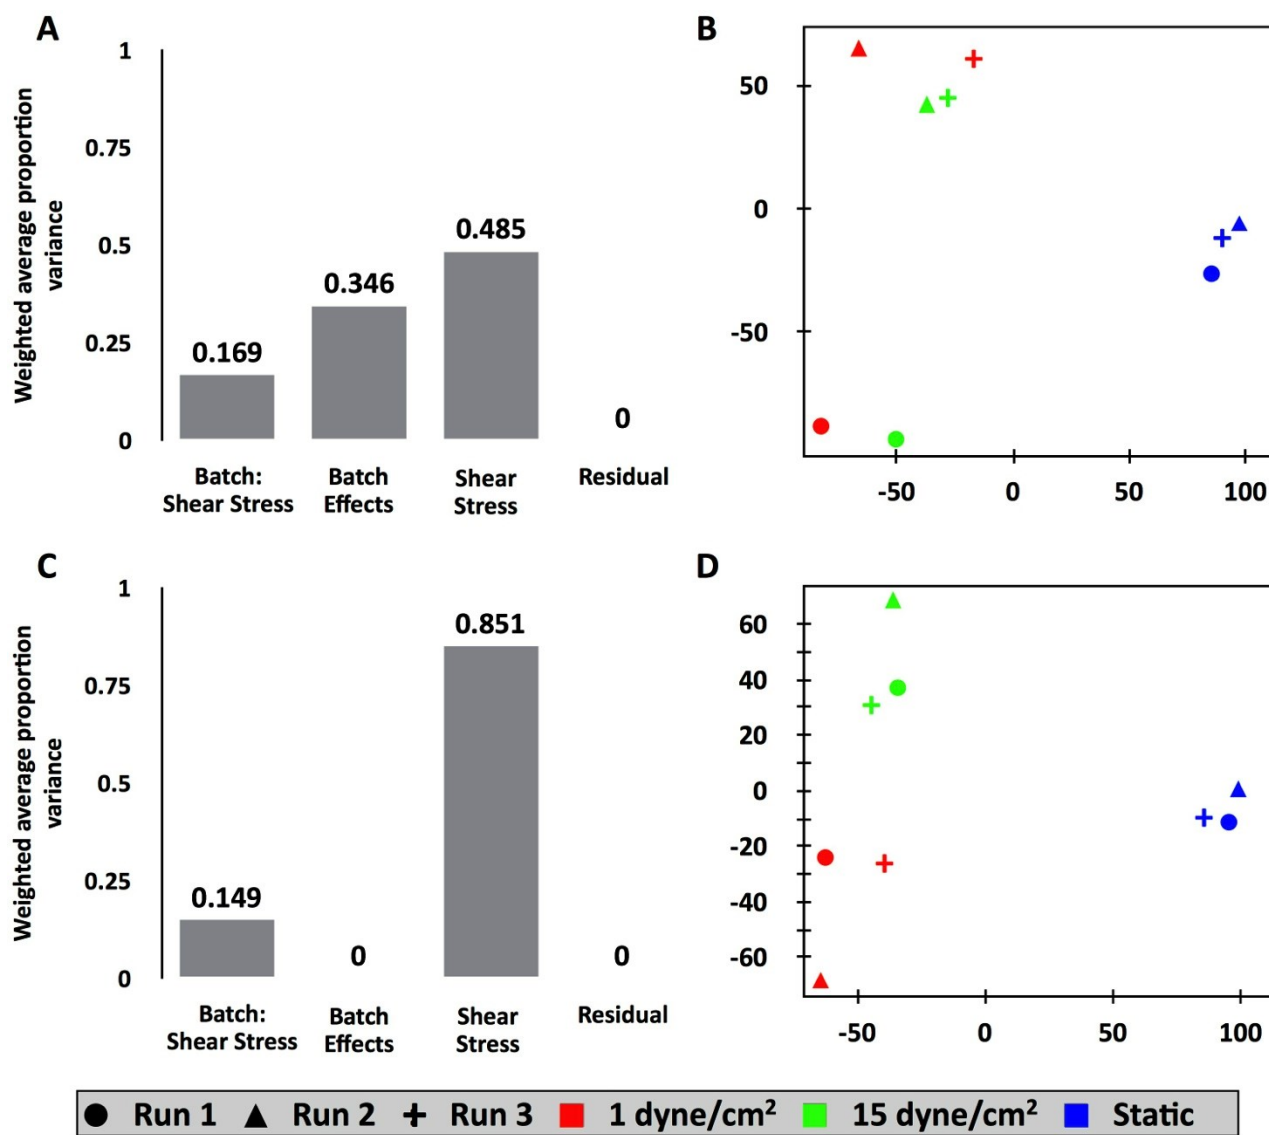 A
Weighted average proportion
variance
1
0.75
0.5
0.25
0
0.169
0.346
0.485
0
Batch:
Shear Stress
Batch
Effects
Shear
Stress
Residual
B
50
0
-50
-50
0
50
100
C
Weighted average proportion
variance
1
0.75
0.5
0.25
0
0.149
0
0.851
0
Batch:
Shear Stress
Batch
Effects
Shear
Stress
Residual
D
60
40
20
0
-20
-40
-60
-50
0
50
100
Run 1 Run 2 Run 3 1 dyne/cm² 15 dyne/cm² Static